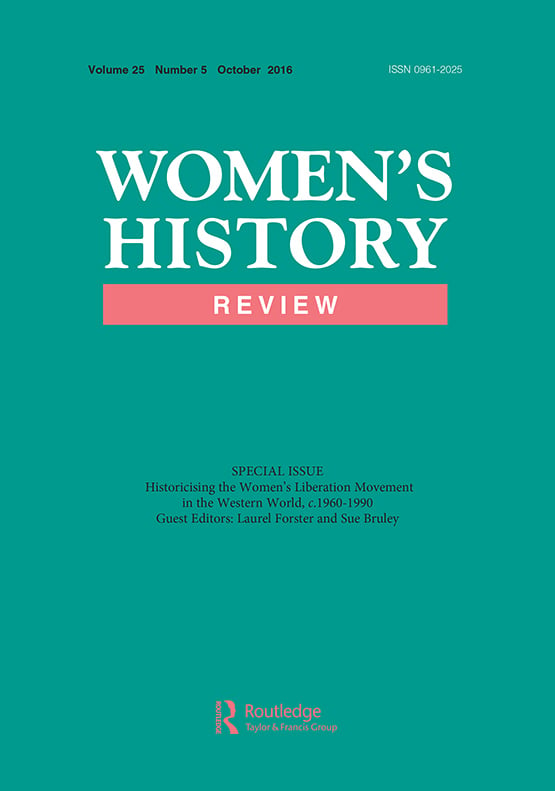 Volume 25 Number 5 October 2016 ISSN 0961-2025
WOMEN'S
HISTORY
REVIEW
SPECIAL ISSUE
Historicising the Women's Liberation Movement
in the Western World, c.1960-1990
Guest Editors: Laurel Forster and Sue Bruley
ROUTLEDGE
Routledge
Taylor & Francis Group